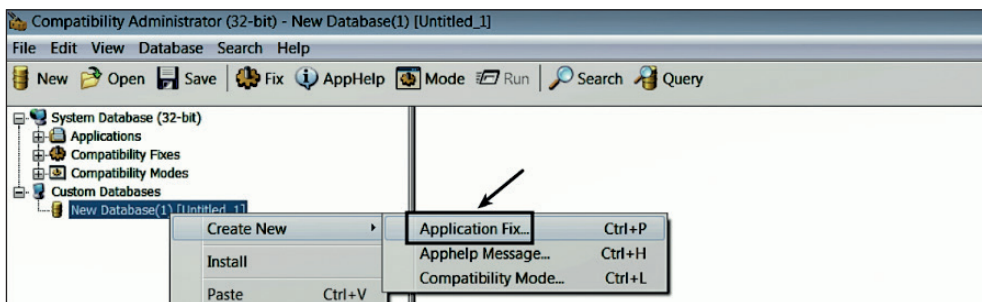 Compatibility Administrator (32-bit) - New Database(1) [Untitled_1]
File Edit View Database Search Help
New Open Save Fix AppHelp Mode Run Search Query
System Database (32-bit)
Applications
Compatibility Fixes
Compatibility Modes
Custom Databases
New Database(1) [Untitled_1]
Create New
Application Fix... Ctrl+P
Install
Apphelp Message... Ctrl+H
Compatibility Mode... Ctrl+L
Paste Ctrl+V